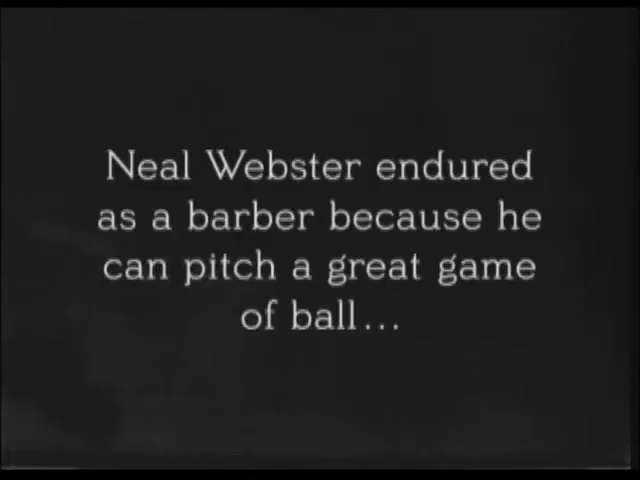 Neal Webster endured
as a barber because he
can pitch a great game
of ball...